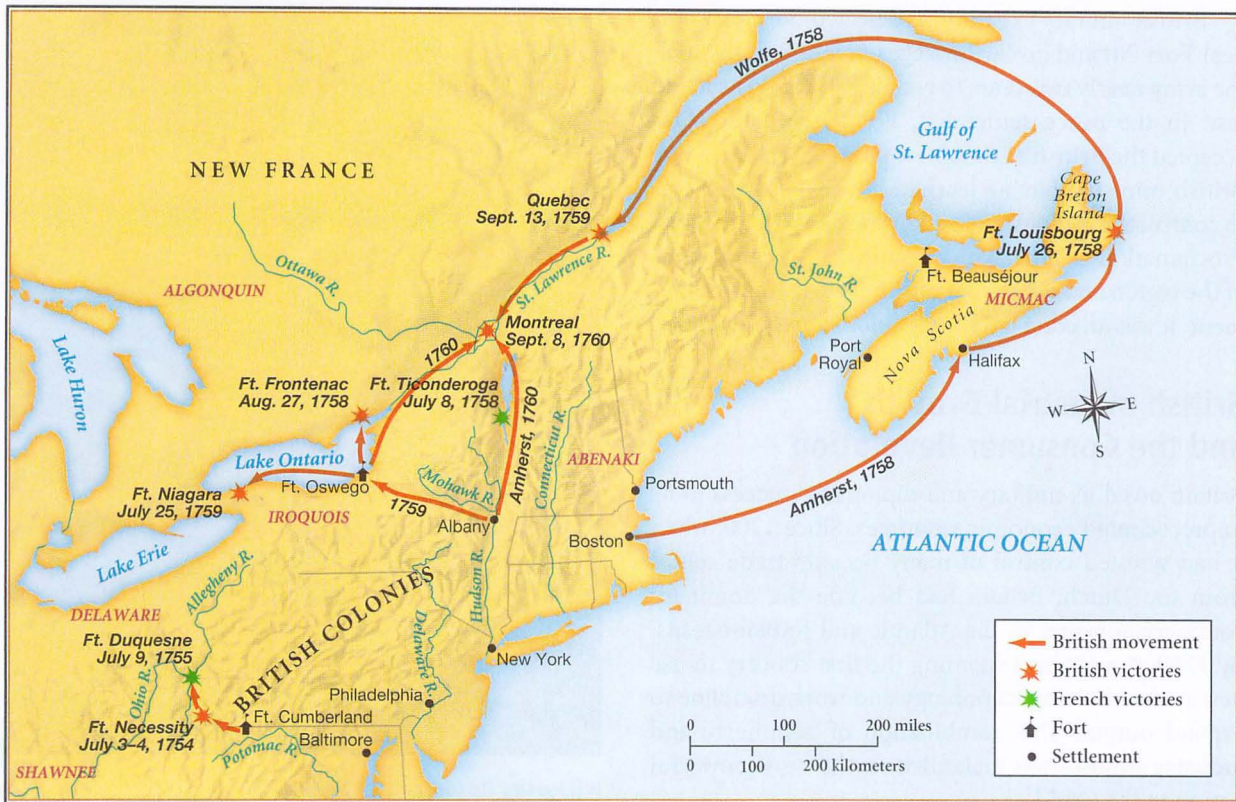 Wolfe, 1758
Gulf of
St. Lawrence
NEW FRANCE
Cape
Breton
Island
Quebec
Sept. 13, 1759
Ft. Louisbourg
July 26, 1758
Ottawa R.
St. Lawrence R.
St. John R.
Ft. Beauséjour
ALGONQUIN
MICMAC
Montreal
Sept. 8, 1760
Nova Scotia
Port
Royal
Halifax
Lake Huron
1760
Ft. Frontenac
Aug. 27, 1758
Ft. Ticonderoga
July 8, 1758
N
W
E
S
Lake Ontario
Ft. Oswego
Mohawk R.
Amherst, 1760
Connecticut R.
ABENAKI
Portsmouth
Amherst, 1758
Ft. Niagara
July 25, 1759
IROQUOIS
1759
Albany
Boston
ATLANTIC OCEAN
Lake Erie
Allegheny R.
Hudson R.
DELAWARE
BRITISH COLONIES
Delaware R.
Ft. Duquesne
July 9, 1755
New York
Ohio R.
Philadelphia
Ft. Necessity
July 3–4, 1754
Ft. Cumberland
Baltimore
Potomac R.
SHAWNEE
0 100 200 miles
0 100 200 kilometers
British movement
British victories
French victories
Fort
Settlement